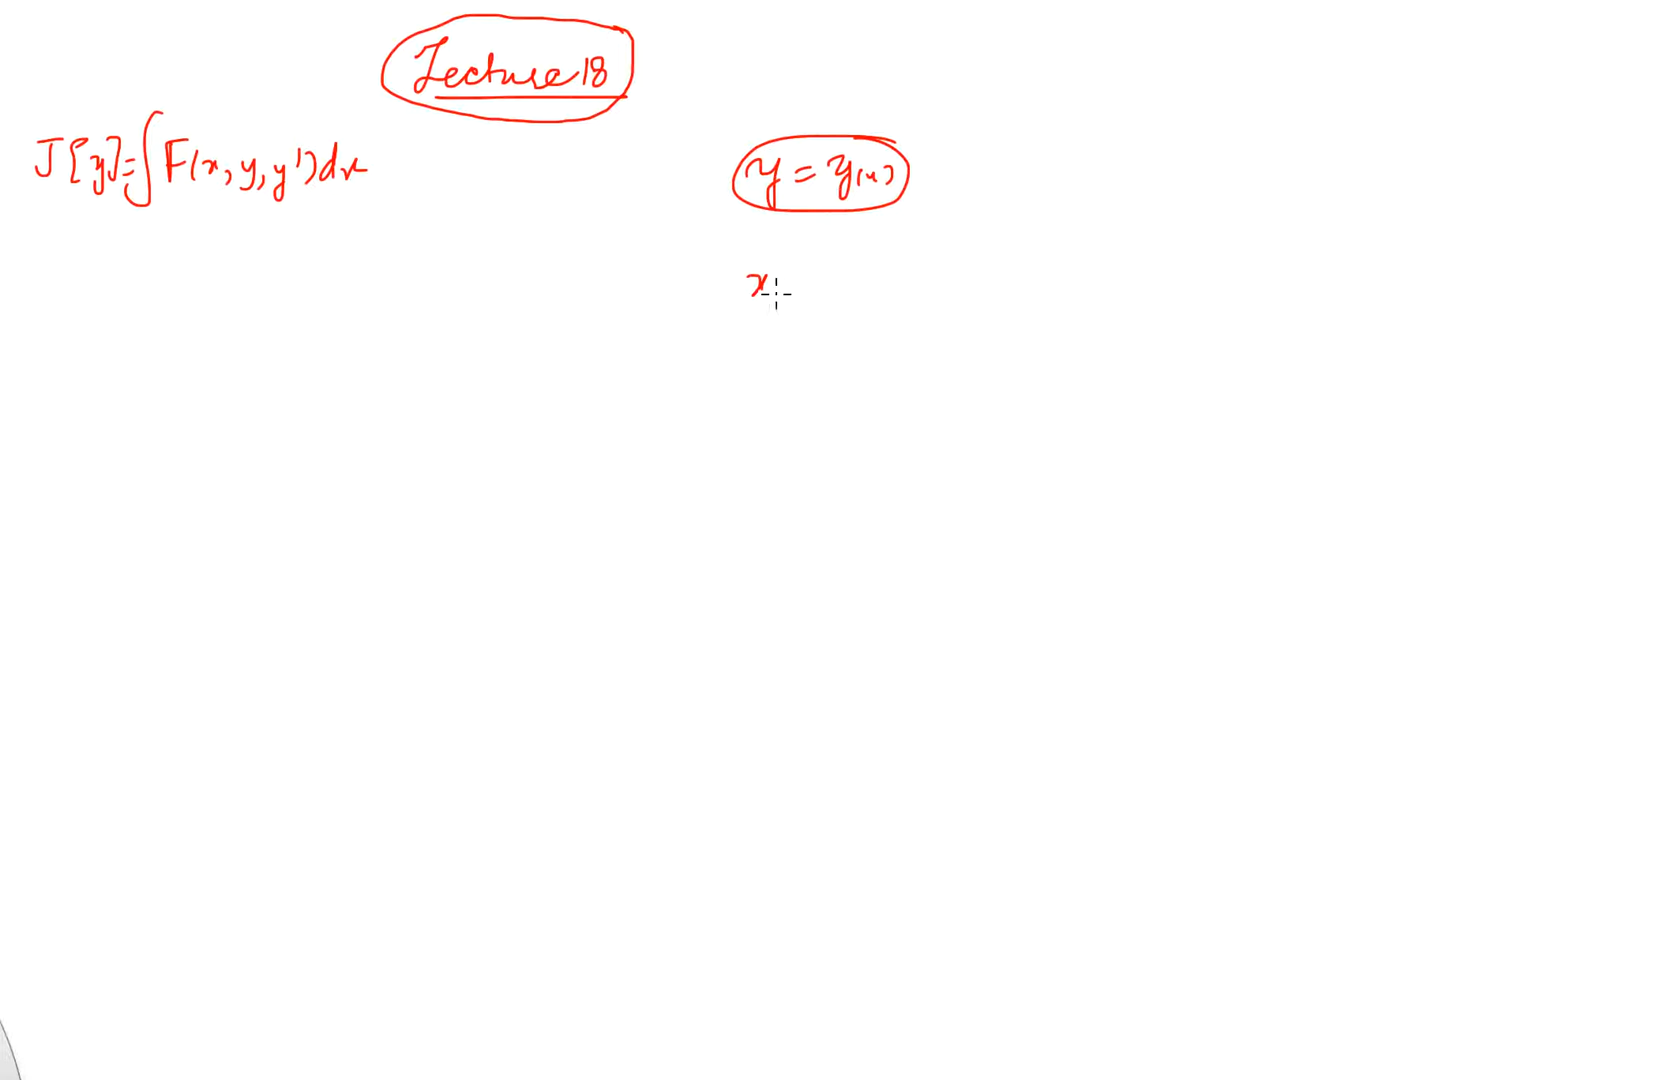 Lecture 18
J[y]=∫F(x, y, y')dx
y = y(x)
x